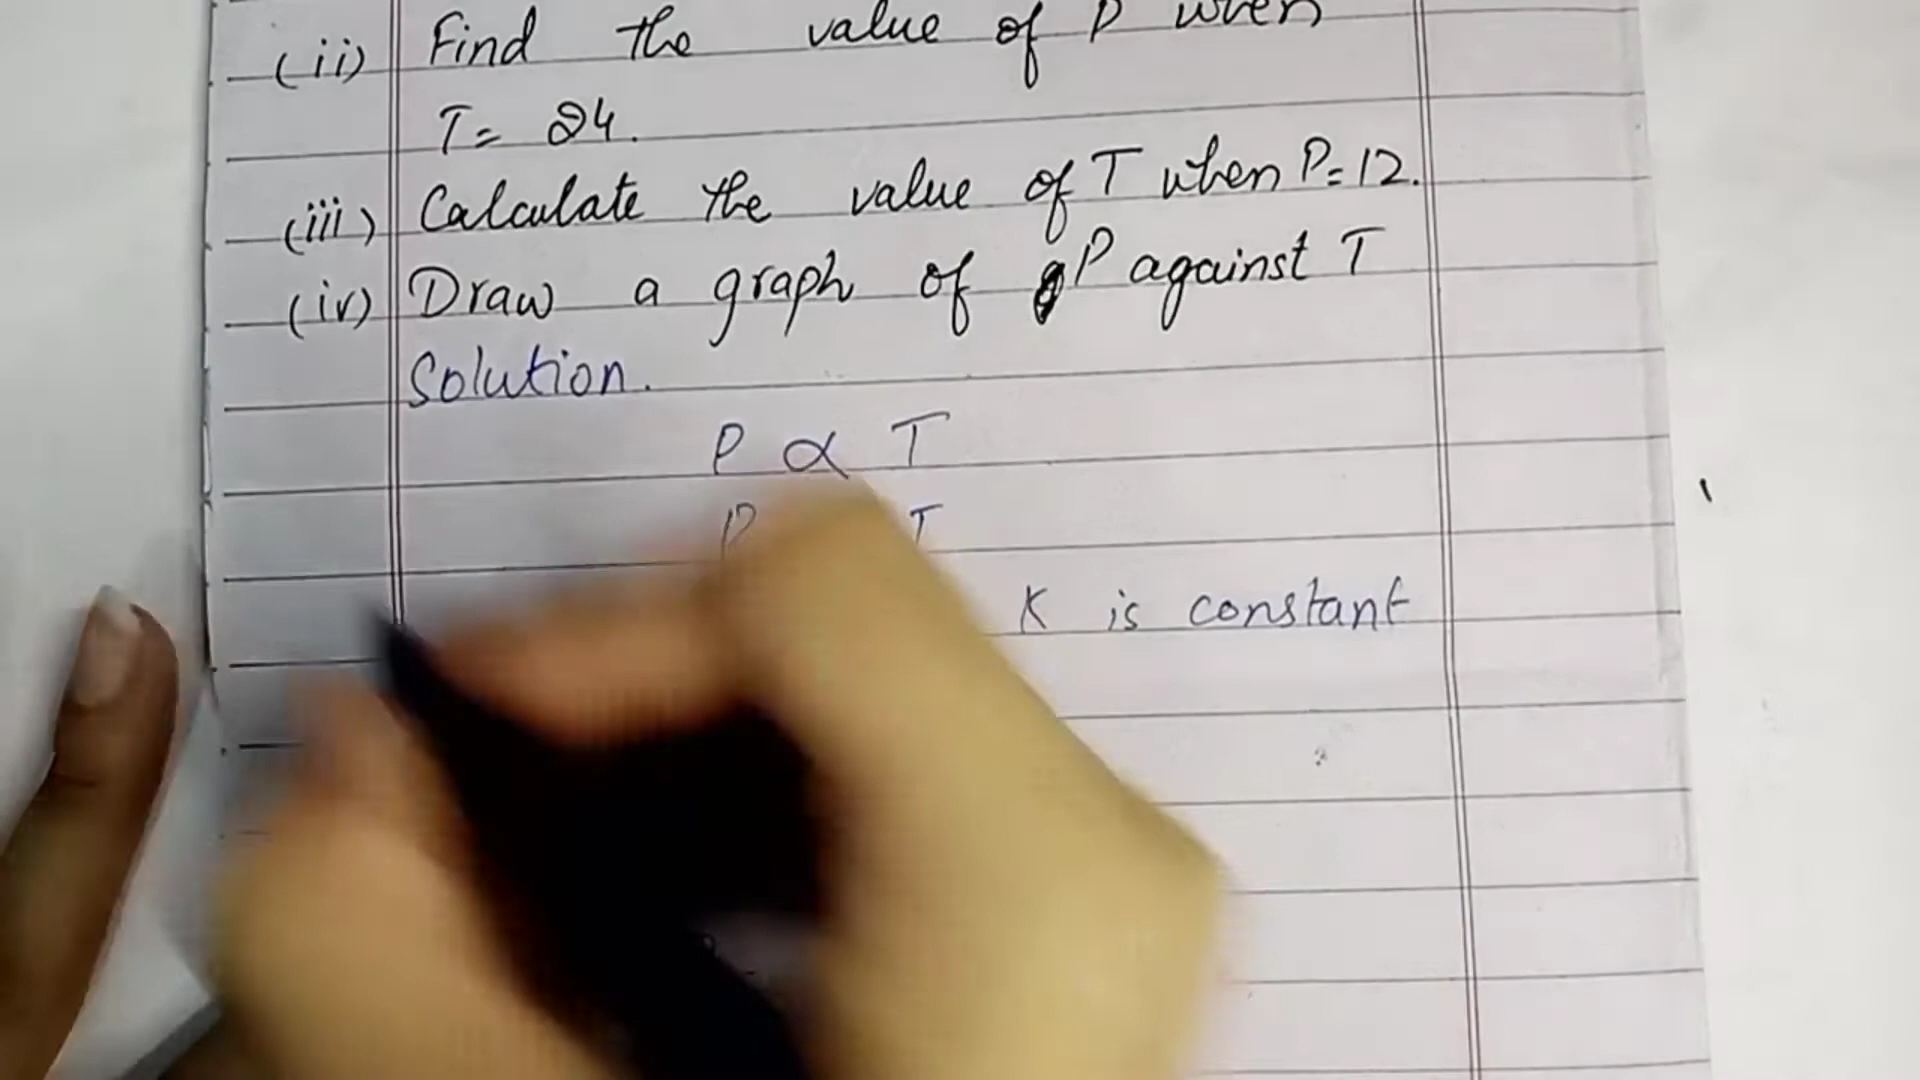 (ii) Find the value of P when
T= 24.
(iii) Calculate the value of T when P=12.
(iv) Draw a graph of P against T
Solution.
P ∝ T
P T
K is constant